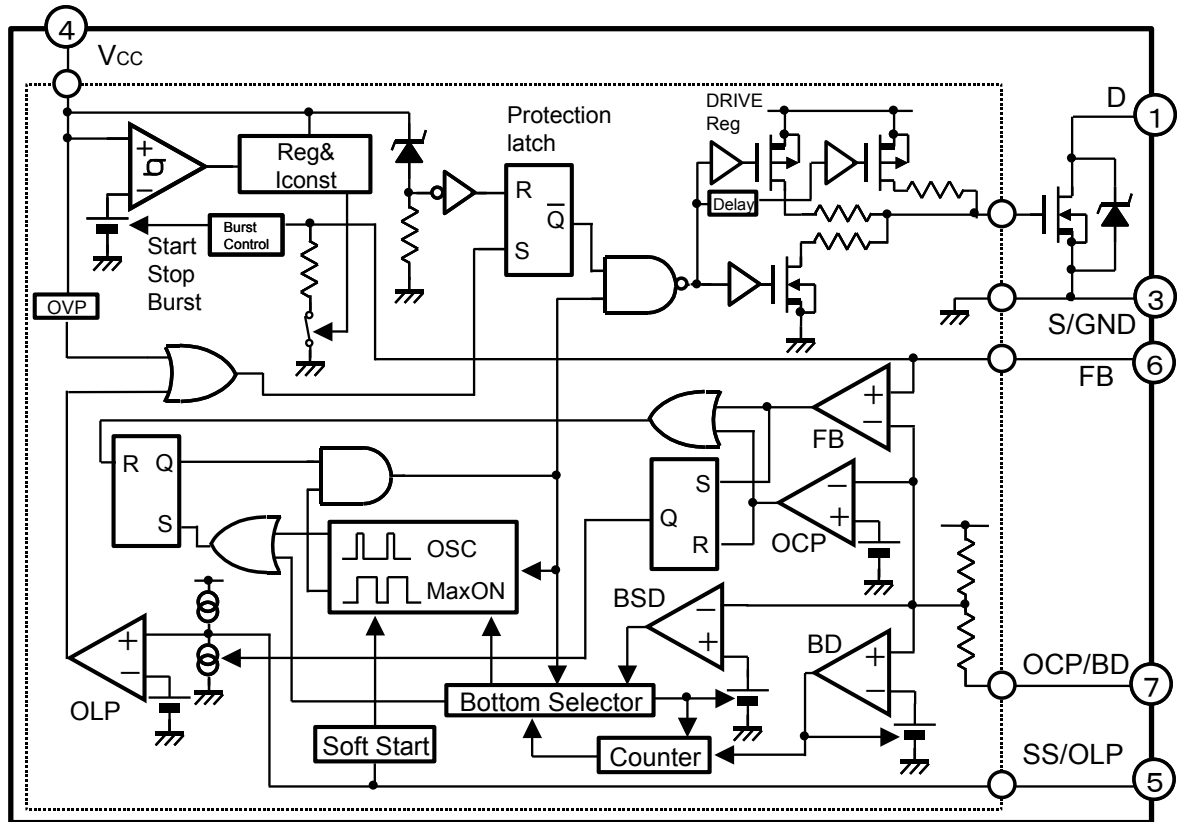 4
VCC
D
1
DRIVE
Reg
Protection
latch
+
−
Reg&
Iconst
R
Q
S
Delay
Burst
Control
Start
Stop
Burst
OVP
3
S/GND
6
FB
+
−
FB
R
Q
S
S
Q
R
−
+
OCP
OSC
MaxON
BSD
−
+
BD
+
−
+
−
OLP
OCP/BD
7
Bottom Selector
Soft Start
Counter
SS/OLP
5